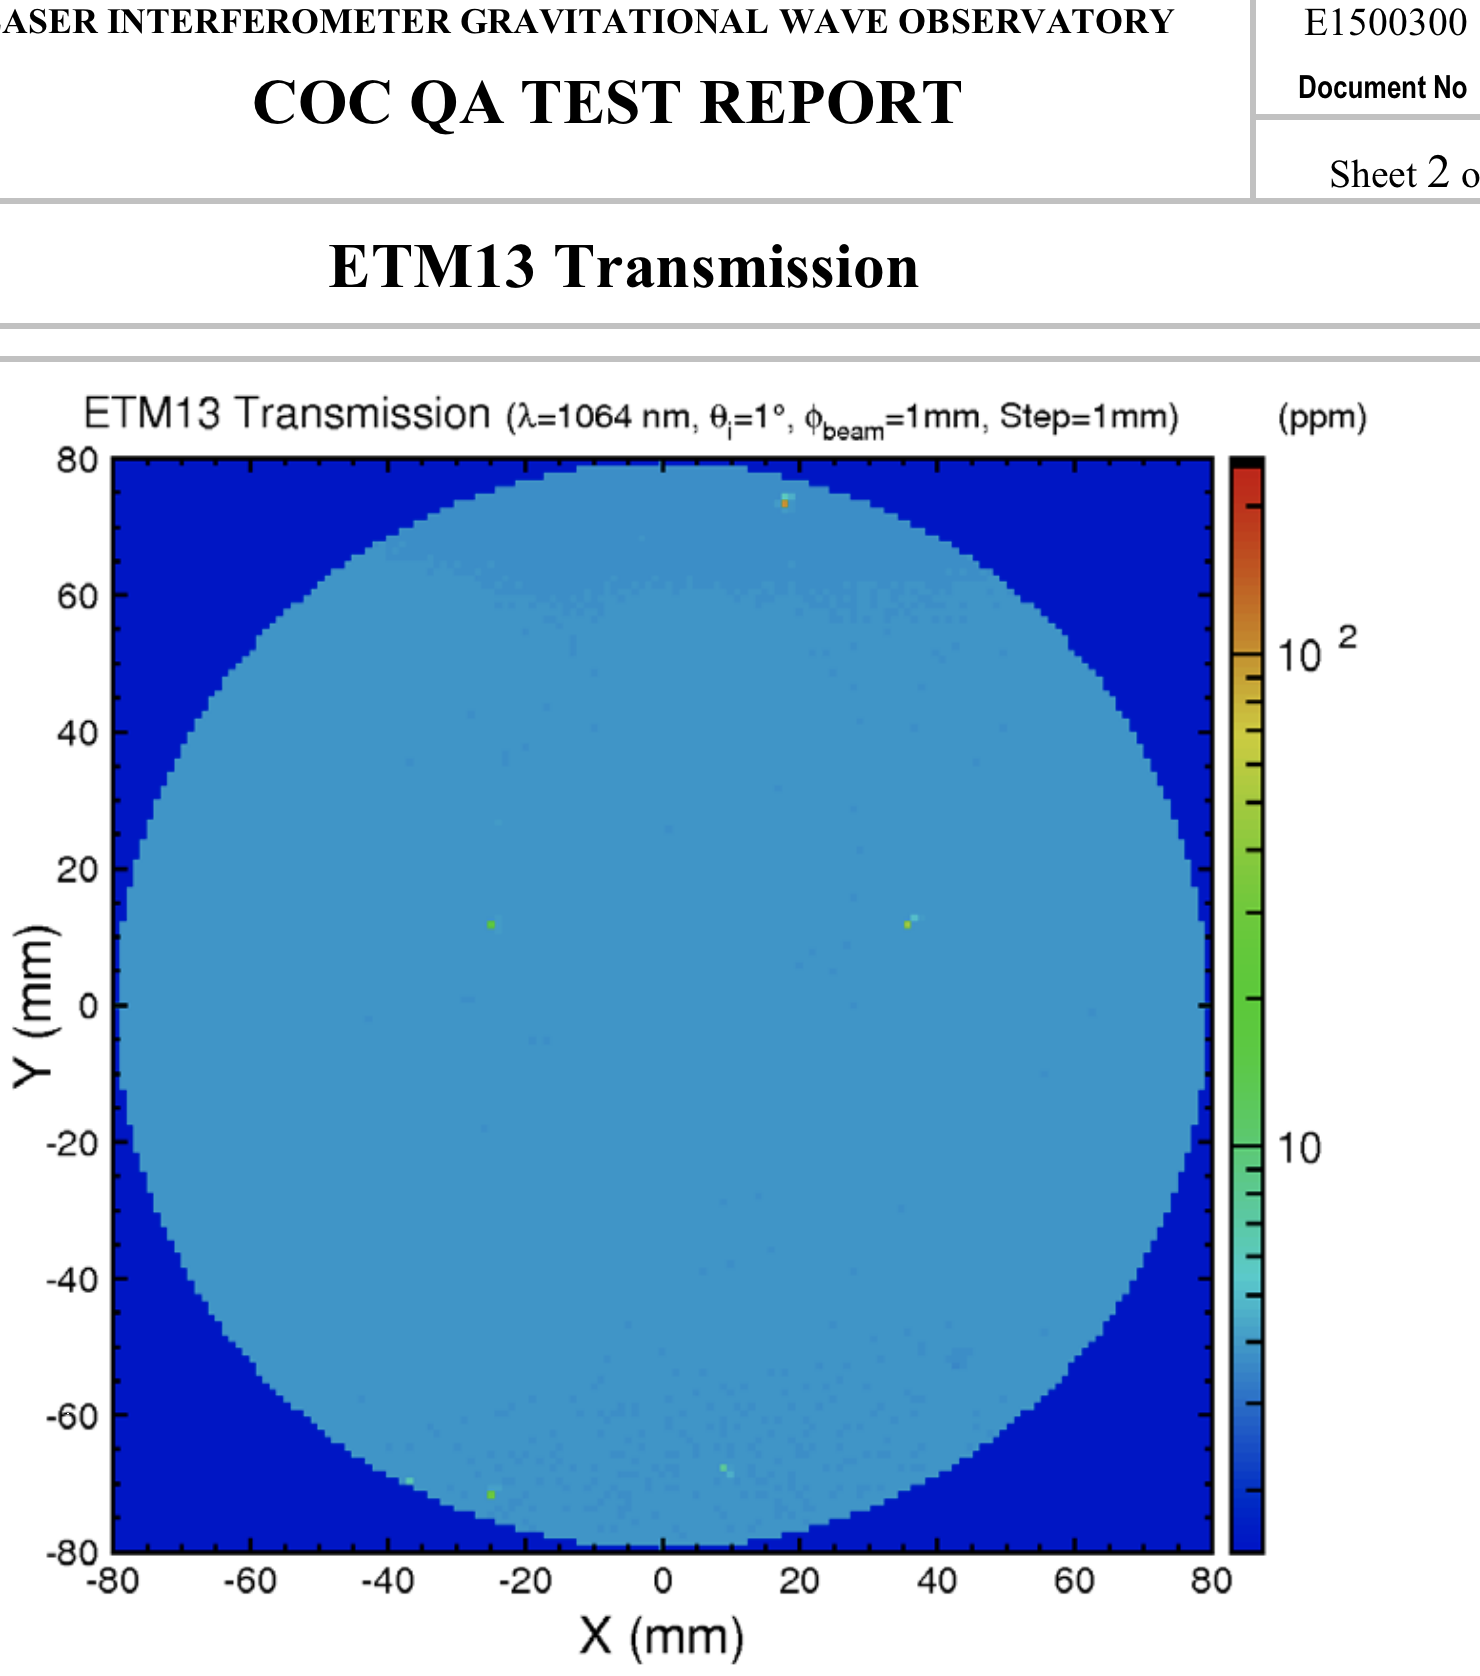 ASER INTERFEROMETER GRAVITATIONAL WAVE OBSERVATORY
E1500300
COC QA TEST REPORT
Document No
Sheet 2 o
ETM13 Transmission
ETM13 Transmission (λ=1064 nm, θi=1°, ϕbeam=1mm, Step=1mm)
(ppm)
80
60
40
20
0
-20
-40
-60
-80
Y (mm)
-80 -60 -40 -20 0 20 40 60 80
X (mm)
10 2
10